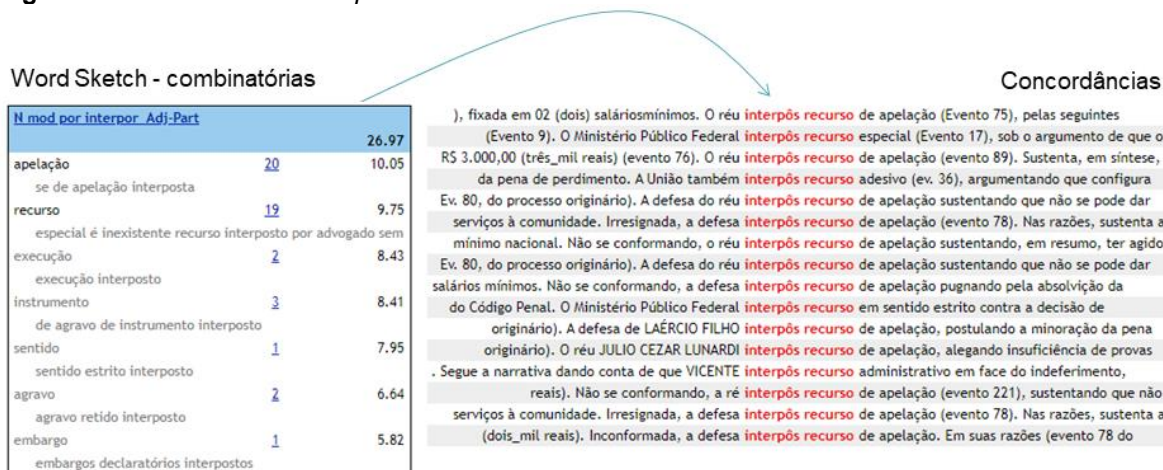 Word Sketch - combinatórias
N mod por interpor Adj-Part
26.97
apelação 20 10.05
se de apelação interposta
recurso 19 9.75
especial é inexistente recurso interposto por advogado sem
execução 2 8.43
execução interposto
instrumento 3 8.41
de agravo de instrumento interposto
sentido 1 7.95
sentido estrito interposto
agravo 2 6.64
agravo retido interposto
embargo 1 5.82
embargos declaratórios interpostos
Concordâncias
), fixada em 02 (dois) saláriosmínimos. O réu interpôs recurso de apelação (Evento 75), pelas seguintes
(Evento 9). O Ministério Público Federal interpôs recurso especial (Evento 17), sob o argumento de que o
R$ 3.000,00 (três_mil reais) (evento 76). O réu interpôs recurso de apelação (evento 89). Sustenta, em síntese,
da pena de perdimento. A União também interpôs recurso adesivo (ev. 36), argumentando que configura
Ev. 80, do processo originário). A defesa do réu interpôs recurso de apelação sustentando que não se pode dar
serviços à comunidade. Irresignada, a defesa interpôs recurso de apelação (evento 78). Nas razões, sustenta a
mínimo nacional. Não se conformando, o réu interpôs recurso de apelação sustentando, em resumo, ter agido
Ev. 80, do processo originário). A defesa do réu interpôs recurso de apelação sustentando que não se pode dar
salários mínimos. Não se conformando, a defesa interpôs recurso de apelação pugnando pela absolvição da
do Código Penal. O Ministério Público Federal interpôs recurso em sentido estrito contra a decisão de
originário). A defesa de LAÉRCIO FILHO interpôs recurso de apelação, postulando a minoração da pena
originário). O réu JULIO CEZAR LUNARDI interpôs recurso de apelação, alegando insuficiência de provas
. Segue a narrativa dando conta de que VICENTE interpôs recurso administrativo em face do indeferimento,
reais). Não se conformando, a ré interpôs recurso de apelação (evento 221), sustentando que não
serviços à comunidade. Irresignada, a defesa interpôs recurso de apelação (evento 78). Nas razões, sustenta a
(dois_mil reais). Inconformada, a defesa interpôs recurso de apelação. Em suas razões (evento 78 do